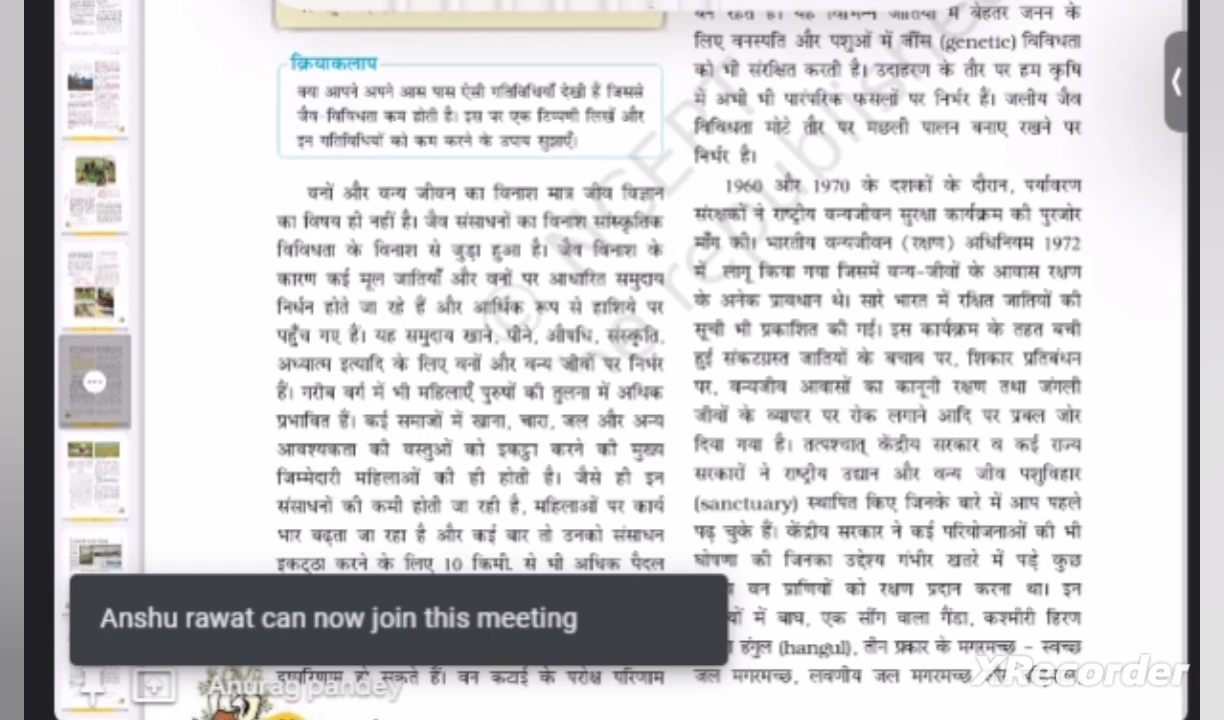 क्रियाकलाप
क्या आपने अपने आस पास ऐसी गतिविधियाँ देखी हैं जिससे
जैव-विविधता कम होती है। इस पर एक टिप्पणी लिखें और
इन गतिविधियों को कम करने के उपाय सुझाएँ।
वनों और वन्य जीवन का विनाश मात्र जीव विज्ञान
का विषय ही नहीं है। जैव संसाधनों का विनाश सांस्कृतिक
विविधता के विनाश से जुड़ा हुआ है। जैव विनाश के
कारण कई मूल जातियाँ और वनों पर आधारित समुदाय
निर्धन होते जा रहे हैं और आर्थिक रूप से हाशिये पर
पहुँच गए हैं। यह समुदाय खाने, पीने, औषधि, संस्कृति,
अध्यात्म इत्यादि के लिए वनों और वन्य जीवों पर निर्भर
हैं। गरीब वर्ग में भी महिलाएँ पुरुषों की तुलना में अधिक
प्रभावित हैं। कई समाजों में खाना, चारा, जल और अन्य
आवश्यकता की वस्तुओं को इकट्ठा करने की मुख्य
जिम्मेदारी महिलाओं की ही होती है। जैसे ही इन
संसाधनों की कमी होती जा रही है, महिलाओं पर कार्य
भार बढ़ता जा रहा है और कई बार तो उनको संसाधन
इकट्ठा करने के लिए 10 किमी. से भी अधिक पैदल
दुष्परिणाम हो सकते हैं। वन कटाई के परोक्ष परिणाम
बने रहते हैं। यह विभिन्न जातियों में बेहतर जनन के
लिए वनस्पति और पशुओं में जींस (genetic) विविधता
को भी संरक्षित करती है। उदाहरण के तौर पर हम कृषि
में अभी भी पारंपरिक फसलों पर निर्भर हैं। जलीय जैव
विविधता मोटे तौर पर मछली पालन बनाए रखने पर
निर्भर है।
1960 और 1970 के दशकों के दौरान, पर्यावरण
संरक्षकों ने राष्ट्रीय वन्यजीवन सुरक्षा कार्यक्रम की पुरजोर
माँग की। भारतीय वन्यजीवन (रक्षण) अधिनियम 1972
में लागू किया गया जिसमें वन्य-जीवों के आवास रक्षण
के अनेक प्रावधान थे। सारे भारत में रक्षित जातियों की
सूची भी प्रकाशित की गई। इस कार्यक्रम के तहत बची
हुई संकटग्रस्त जातियों के बचाव पर, शिकार प्रतिबंधन
पर, वन्यजीव आवासों का कानूनी रक्षण तथा जंगली
जीवों के व्यापार पर रोक लगाने आदि पर प्रबल जोर
दिया गया है। तत्पश्चात् केंद्रीय सरकार व कई राज्य
सरकारों ने राष्ट्रीय उद्यान और वन्य जीव पशुविहार
(sanctuary) स्थापित किए जिनके बारे में आप पहले
पढ़ चुके हैं। केंद्रीय सरकार ने कई परियोजनाओं की भी
घोषणा की जिनका उद्देश्य गंभीर खतरे में पड़े कुछ
वन प्राणियों को रक्षण प्रदान करना था। इन
में बाघ, एक सींग वाला गैंडा, कश्मीरी हिरण
हंगुल (hangul), तीन प्रकार के मगरमच्छ – स्वच्छ
जल मगरमच्छ, लवणीय जल मगरमच्छ
Anshu rawat can now join this meeting
Anurag pandey
XRecorder